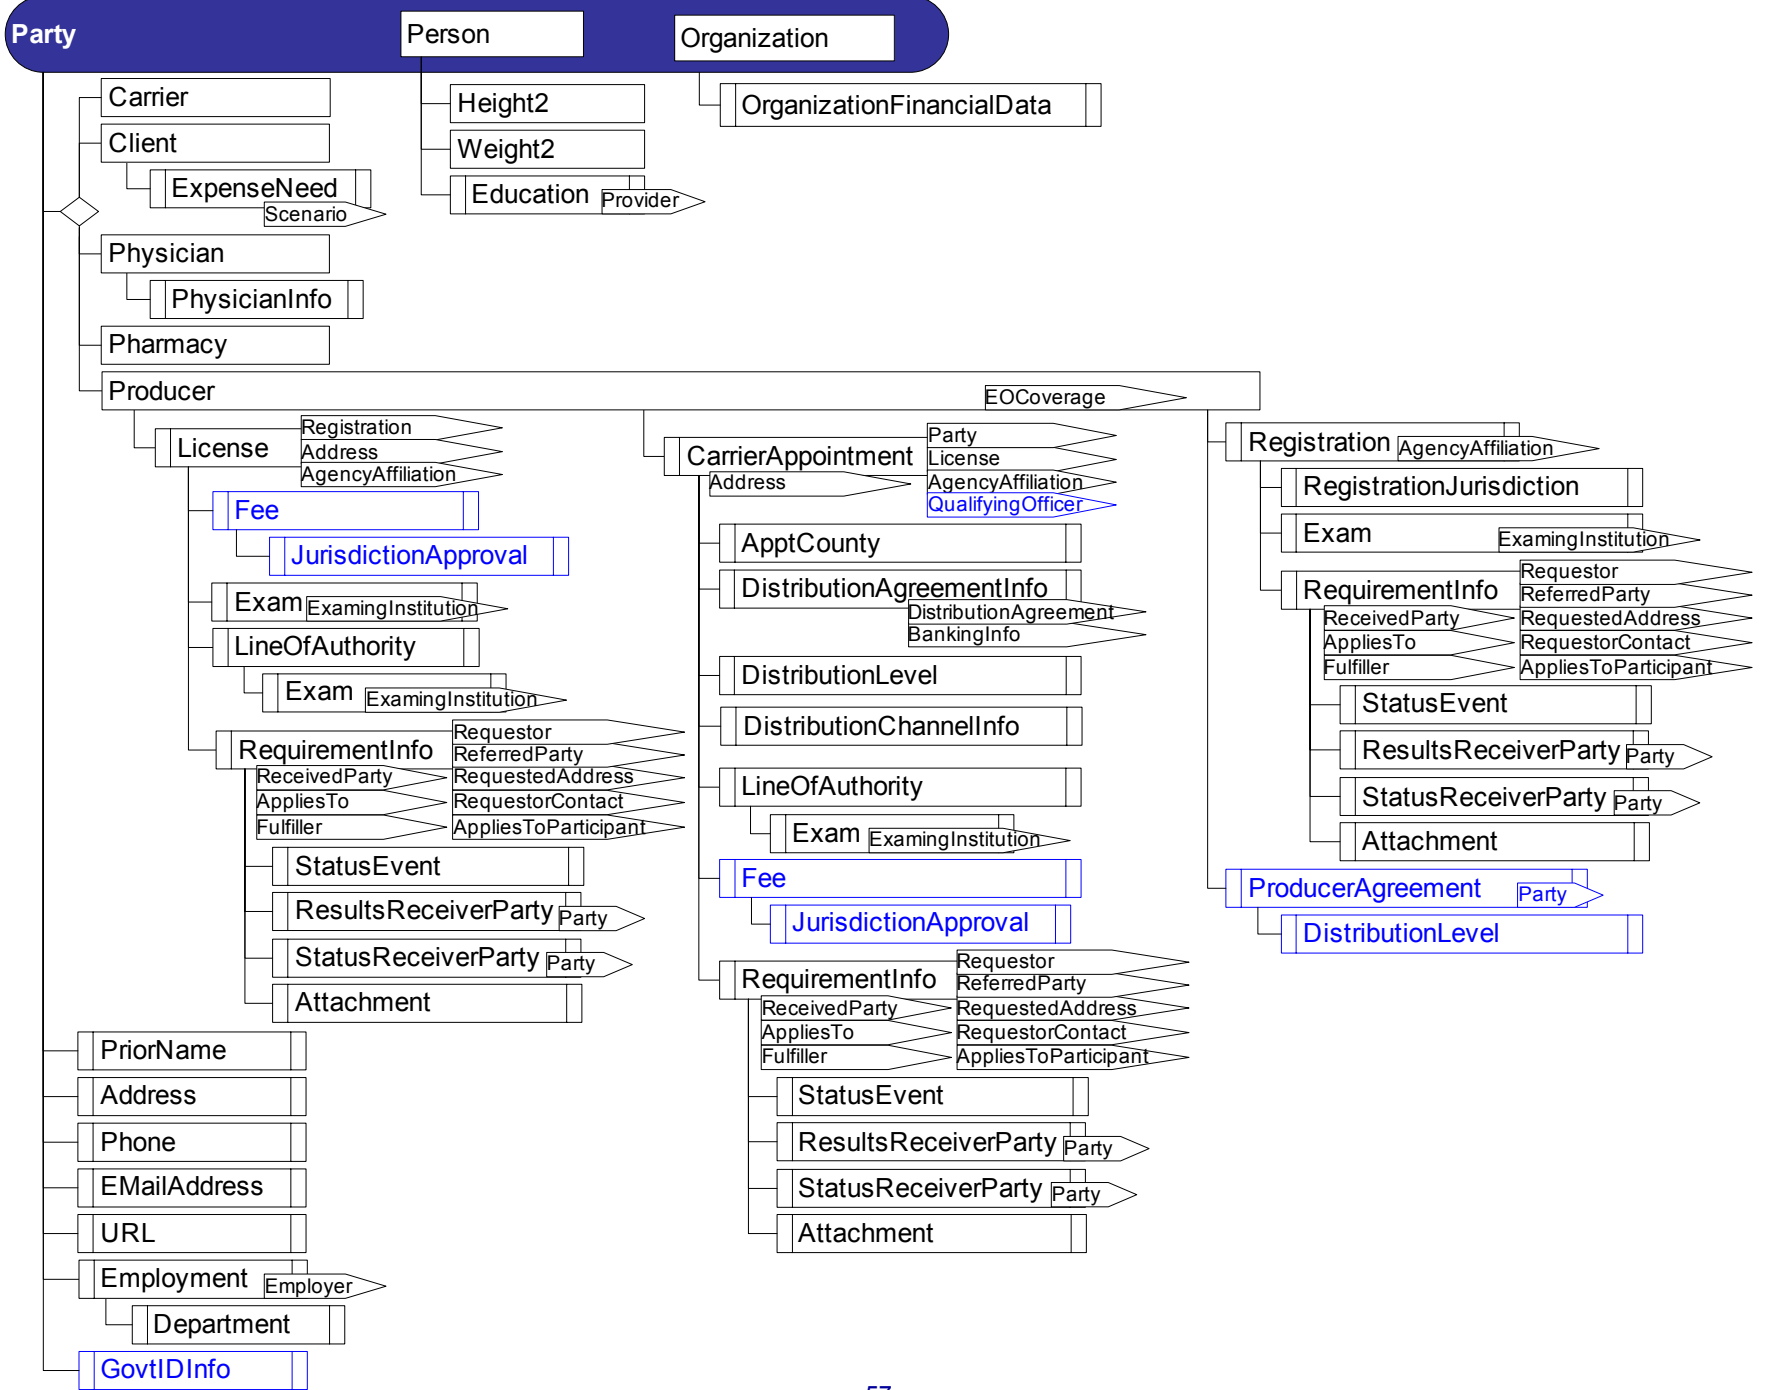 Party
Person
Organization
Carrier
Client
ExpenseNeed
Scenario
Physician
PhysicianInfo
Pharmacy
Height2
Weight2
Education
Provider
OrganizationFinancialData
Producer
EOCoverage
License
Registration
Address
AgencyAffiliation
Fee
JurisdictionApproval
Exam
ExamingInstitution
LineOfAuthority
Exam
ExamingInstitution
RequirementInfo
Requestor
ReferredParty
ReceivedParty
RequestedAddress
AppliesTo
RequestorContact
Fulfiller
AppliesToParticipant
StatusEvent
ResultsReceiverParty
Party
StatusReceiverParty
Party
Attachment
CarrierAppointment
Party
License
Address
AgencyAffiliation
QualifyingOfficer
ApptCounty
DistributionAgreementInfo
DistributionAgreement
BankingInfo
DistributionLevel
DistributionChannelInfo
LineOfAuthority
Exam
ExamingInstitution
Fee
JurisdictionApproval
RequirementInfo
Requestor
ReferredParty
ReceivedParty
RequestedAddress
AppliesTo
RequestorContact
Fulfiller
AppliesToParticipant
StatusEvent
ResultsReceiverParty
Party
StatusReceiverParty
Party
Attachment
Registration
AgencyAffiliation
RegistrationJurisdiction
Exam
ExamingInstitution
RequirementInfo
Requestor
ReferredParty
ReceivedParty
RequestedAddress
AppliesTo
RequestorContact
Fulfiller
AppliesToParticipant
StatusEvent
ResultsReceiverParty
Party
StatusReceiverParty
Party
Attachment
ProducerAgreement
Party
DistributionLevel
PriorName
Address
Phone
EMailAddress
URL
Employment
Employer
Department
GovtIDInfo